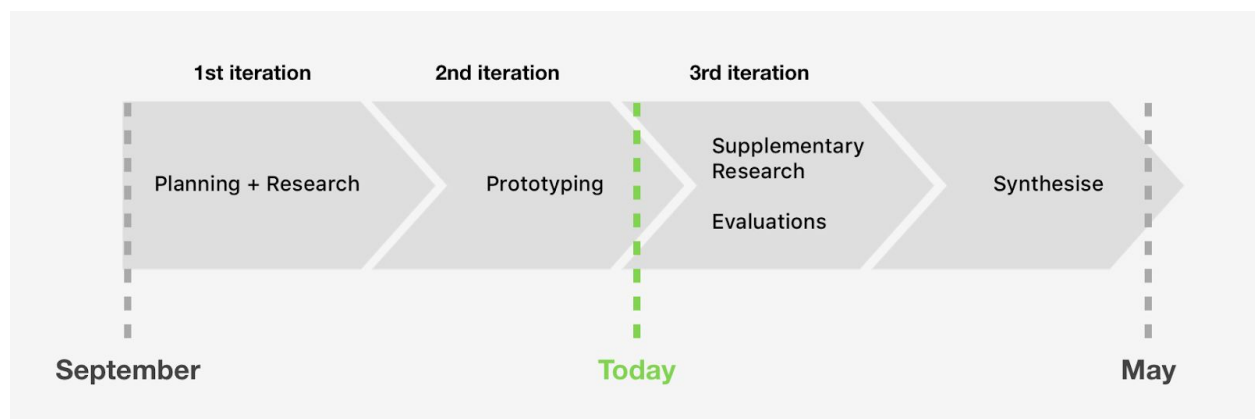 1st iteration
2nd iteration
3rd iteration
Planning + Research
Prototyping
Supplementary
Research
Evaluations
Synthesise
September
Today
May